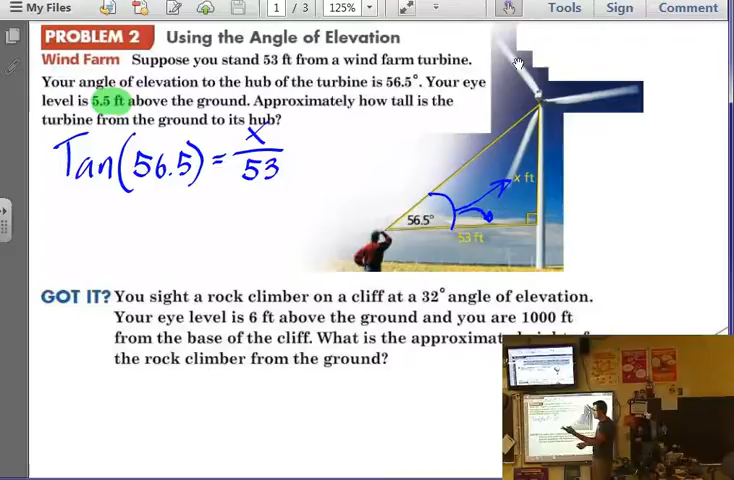 My Files
1 / 3
125%
Tools
Sign
Comment
PROBLEM 2 Using the Angle of Elevation
Wind Farm Suppose you stand 53 ft from a wind farm turbine.
Your angle of elevation to the hub of the turbine is 56.5°. Your eye
level is 5.5 ft above the ground. Approximately how tall is the
turbine from the ground to its hub?
Tan(56.5) = x/53
x ft
56.5°
53 ft
GOT IT? You sight a rock climber on a cliff at a 32° angle of elevation.
Your eye level is 6 ft above the ground and you are 1000 ft
from the base of the cliff. What is the approximat
the rock climber from the ground?